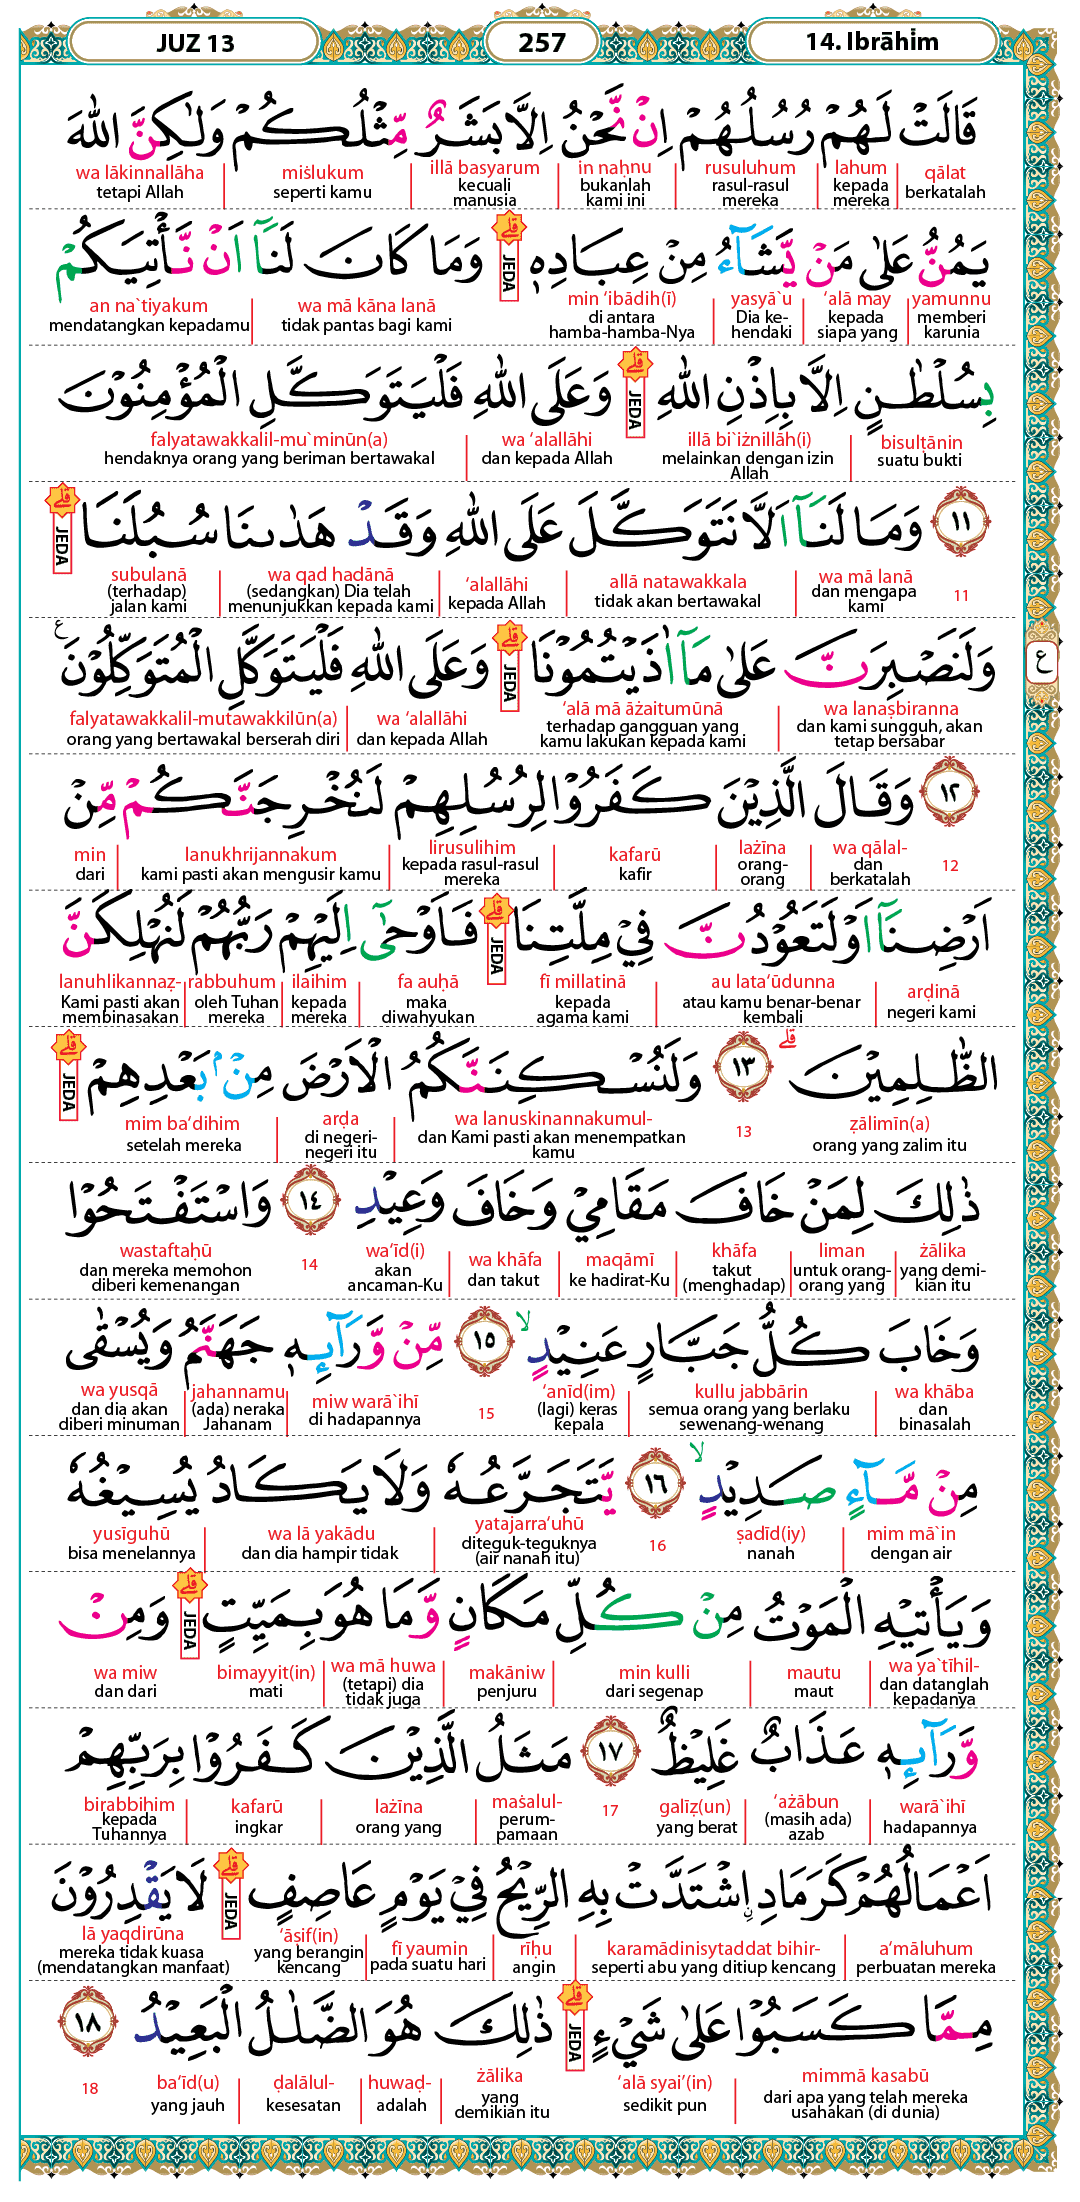 JUZ 13
257
14. Ibrāhīm
قَالَتْ لَهُمْ رُسُلُهُمْ اِنْ نَّحْنُ اِلَّا بَشَرٌ مِّثْلُكُمْ وَلٰكِنَّ اللّٰهَ
qālat lahum rusuluhum in naḥnu illā basyarum miṡlukum wa lākinnallāha
berkatalah kepada mereka rasul-rasul mereka bukanlah kami ini kecuali manusia seperti kamu tetapi Allah
يَمُنُّ عَلٰى مَنْ يَّشَاۤءُ مِنْ عِبَادِهٖ ۗ JEDA وَمَا كَانَ لَنَآ اَنْ نَّأْتِيَكُمْ
yamunnu ‘alā may yasyā`u min ‘ibādih(ī) wa mā kāna lanā an na`tiyakum
memberi karunia kepada siapa yang Dia ke-hendaki di antara hamba-hamba-Nya tidak pantas bagi kami mendatangkan kepadamu
بِسُلْطٰنٍ اِلَّا بِاِذْنِ اللّٰهِ ۗ JEDA وَعَلَى اللّٰهِ فَلْيَتَوَكَّلِ الْمُؤْمِنُوْنَ
bisulṭānin illā bi`iżnillāh(i) wa ‘alallāhi falyatawakkalil-mu`minūn(a)
suatu bukti melainkan dengan izin Allah dan kepada Allah hendaknya orang yang beriman bertawakal
١١ وَمَا لَنَآ اَلَّا نَتَوَكَّلَ عَلَى اللّٰهِ وَقَدْ هَدٰىنَا سُبُلَنَا ۗ JEDA
11 wa mā lanā allā natawakkala ‘alallāhi wa qad hadānā subulanā
dan mengapa kami tidak akan bertawakal kepada Allah (sedangkan) Dia telah menunjukkan kepada kami (terhadap) jalan kami
وَلَنَصْبِرَنَّ عَلٰى مَآ اٰذَيْتُمُوْنَا ۗ JEDA وَعَلَى اللّٰهِ فَلْيَتَوَكَّلِ الْمُتَوَكِّلُوْنَ ع
ع
wa lanaṣbiranna ‘alā mā āżaitumūnā wa ‘alallāhi falyatawakkalil-mutawakkilūn(a)
dan kami sungguh, akan tetap bersabar terhadap gangguan yang kamu lakukan kepada kami dan kepada Allah orang yang bertawakal berserah diri
١٢ وَقَالَ الَّذِيْنَ كَفَرُوْا لِرُسُلِهِمْ لَنُخْرِجَنَّكُمْ مِّنْ
12 wa qālal- lażīna kafarū lirusulihim lanukhrijannakum min
dan berkatalah orang-orang kafir kepada rasul-rasul mereka kami pasti akan mengusir kamu dari
اَرْضِنَآ اَوْ لَتَعُوْدُنَّ فِيْ مِلَّتِنَا ۗ JEDA فَاَوْحٰٓى اِلَيْهِمْ رَبُّهُمْ لَنُهْلِكَنَّ
arḍinā au lata‘ūdunna fī millatinā fa auḥā ilaihim rabbuhum lanuhlikannaẓ-
negeri kami atau kamu benar-benar kembali kepada agama kami maka diwahyukan kepada mereka oleh Tuhan mereka Kami pasti akan membinasakan
الظّٰلِمِيْنَ ۗ ١٣ وَلَنُسْكِنَنَّكُمُ الْاَرْضَ مِنْۢ بَعْدِهِمْ ۗ JEDA
ẓālimīn(a) 13 wa lanuskinannakumul- arḍa mim ba‘dihim
orang yang zalim itu dan Kami pasti akan menempatkan kamu di negeri-negeri itu setelah mereka
ذٰلِكَ لِمَنْ خَافَ مَقَامِيْ وَخَافَ وَعِيْدِ ١٤ وَاسْتَفْتَحُوْا
żālika liman khāfa maqāmī wa khāfa wa‘īd(i) 14 wastaftaḥū
yang demi-kian itu untuk orang-orang yang takut (menghadap) ke hadirat-Ku dan takut akan ancaman-Ku dan mereka memohon diberi kemenangan
وَخَابَ كُلُّ جَبَّارٍ عَنِيْدٍ ۙ ١٥ مِّنْ وَّرَاۤىِٕهٖ جَهَنَّمُ وَيُسْقٰى
wa khāba kullu jabbārin ‘anīd(im) 15 miw warā`ihī jahannamu wa yusqā
dan binasalah semua orang yang berlaku sewenang-wenang (lagi) keras kepala di hadapannya (ada) neraka Jahanam dan dia akan diberi minuman
مِنْ مَّاۤءٍ صَدِيْدٍ ۙ ١٦ يَّتَجَرَّعُهٗ وَلَا يَكَادُ يُسِيْغُهٗ
mim mā`in ṣadīd(iy) 16 yatajarra‘uhū wa lā yakādu yusīguhū
dengan air nanah diteguk-teguknya (air nanah itu) dan dia hampir tidak bisa menelannya
وَيَأْتِيْهِ الْمَوْتُ مِنْ كُلِّ مَكَانٍ وَّمَا هُوَ بِمَيِّتٍ ۗ JEDA وَمِنْ
wa ya`tīhil- mautu min kulli makāniw wa mā huwa bimayyit(in) wa miw
dan datanglah kepadanya maut dari segenap penjuru (tetapi) dia tidak juga mati dan dari
وَّرَاۤىِٕهٖ عَذَابٌ غَلِيْظٌ ١٧ مَثَلُ الَّذِيْنَ كَفَرُوْا بِرَبِّهِمْ
warā`ihī ‘ażābun galīẓ(un) 17 maṡalul- lażīna kafarū birabbihim
hadapannya (masih ada) azab yang berat perum-pamaan orang yang ingkar kepada Tuhannya
اَعْمَالُهُمْ كَرَمَادِ ِۨاشْتَدَّتْ بِهِ الرِّيْحُ فِيْ يَوْمٍ عَاصِفٍ ۗ JEDA لَا يَقْدِرُوْنَ
a‘māluhum karamādinisytaddat bihir- rīḥu fī yaumin ‘āsif(in) lā yaqdirūna
perbuatan mereka seperti abu yang ditiup kencang angin pada suatu hari yang berangin kencang mereka tidak kuasa (mendatangkan manfaat)
مِمَّا كَسَبُوْا عَلٰى شَيْءٍ ۗ JEDA ذٰلِكَ هُوَ الضَّلٰلُ الْبَعِيْدُ ١٨
mimmā kasabū ‘alā syai‘(in) żālika huwaḍ- ḍalālul- ba‘īd(u) 18
dari apa yang telah mereka usahakan (di dunia) sedikit pun yang demikian itu adalah kesesatan yang jauh